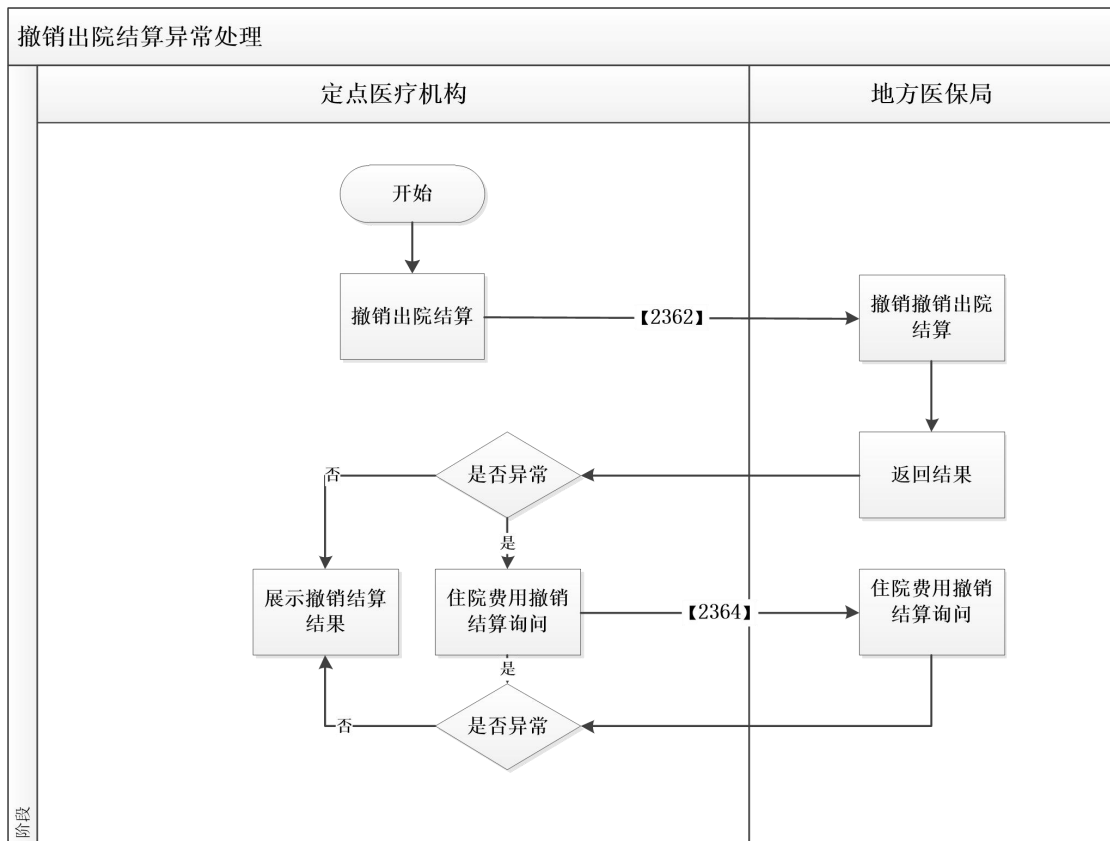 撤销出院结算异常处理
定点医疗机构
地方医保局
开始
撤销出院结算
【2362】
撤销撤销出院
结算
返回结果
是否异常
否
是
展示撤销结算
结果
住院费用撤销
结算询问
【2364】
住院费用撤销
结算询问
是
是否异常
否
阶段